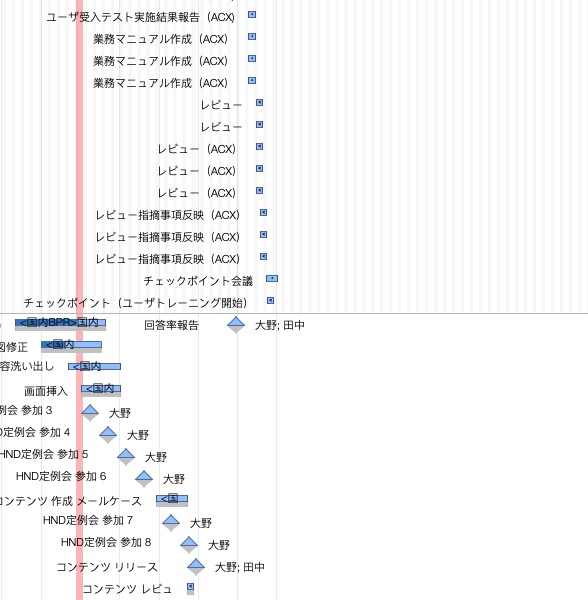 ユーザ受入テスト実施結果報告（ACX）
業務マニュアル作成（ACX）
業務マニュアル作成（ACX）
業務マニュアル作成（ACX）
レビュー
レビュー
レビュー（ACX）
レビュー（ACX）
レビュー（ACX）
レビュー指摘事項反映（ACX）
レビュー指摘事項反映（ACX）
レビュー指摘事項反映（ACX）
チェックポイント会議
チェックポイント（ユーザトレーニング開始）
<国内BPR>国内 回答率報告 大野; 田中
図修正 <国内
容洗い出し <国内
画面挿入 <国内
例会 参加 3 大野
D定例会 参加 4 大野
HND定例会 参加 5 大野
HND定例会 参加 6 大野
コンテンツ 作成 メールケース <国
HND定例会 参加 7 大野
HND定例会 参加 8 大野
コンテンツ リリース 大野; 田中
コンテンツ レビュ